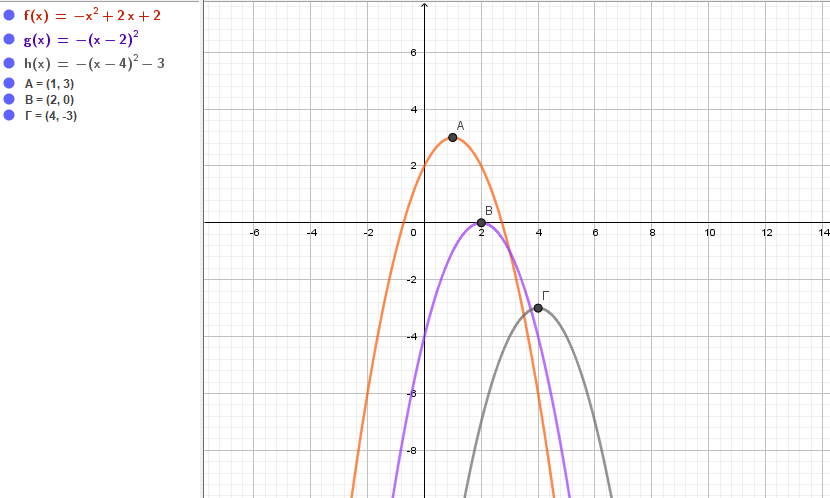 f(x) = −x² + 2 x + 2
g(x) = −(x − 2)²
h(x) = −(x − 4)² − 3
A = (1, 3)
B = (2, 0)
Γ = (4, -3)
6
4
A
2
B
-6 -4 -2 0 2 4 6 8 10 12 14
-2
Γ
-4
-6
-8